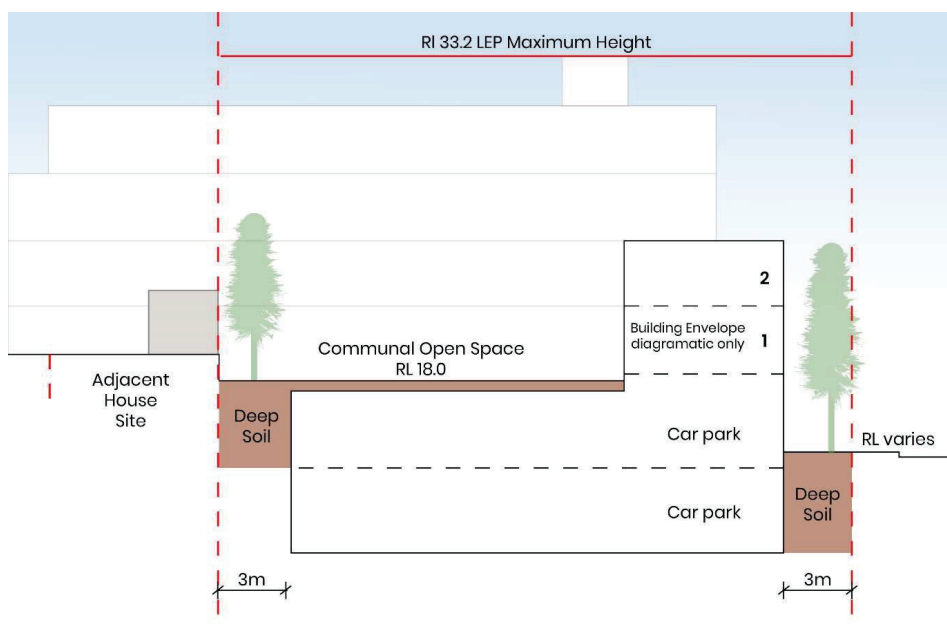 Rl 33.2 LEP Maximum Height
2
Building Envelope
diagramatic only
1
Communal Open Space
RL 18.0
Adjacent
House
Site
Deep
Soil
Car park
RL varies
Car park
Deep
Soil
3m
3m